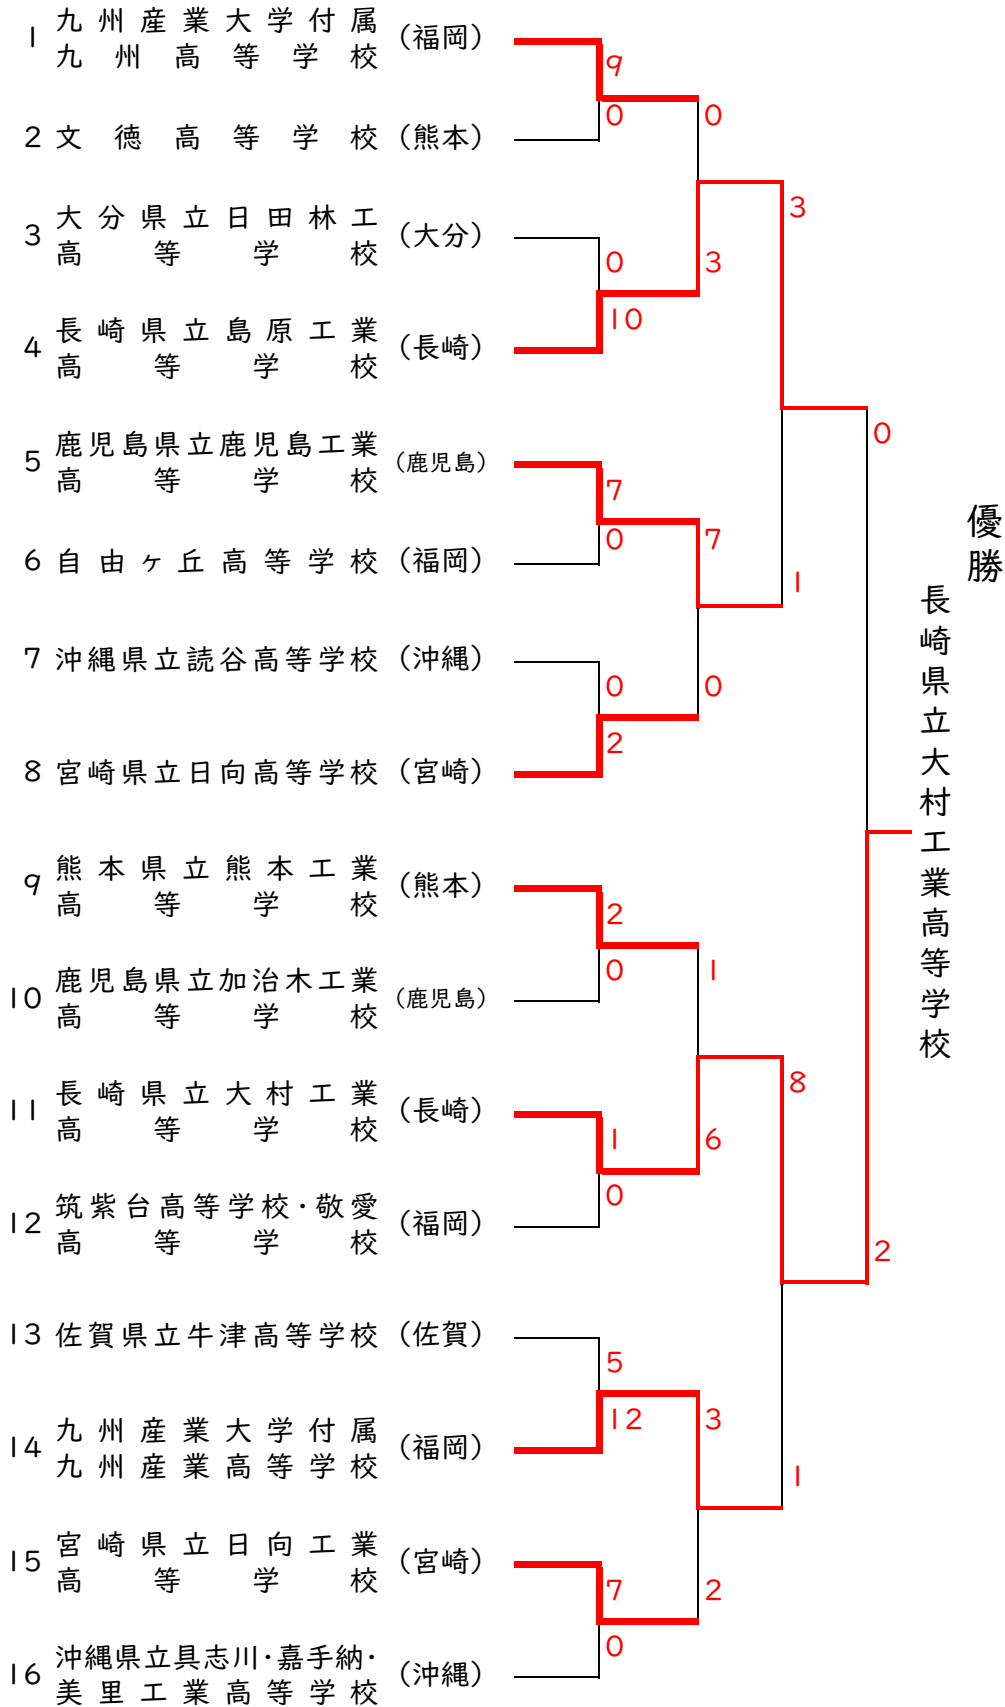 1 九州産業大学付属
九州高等学校 (福岡)
9
0
0
2 文徳高等学校 (熊本)
3
3 大分県立日田林工
高等学校 (大分)
0
3
10
4 長崎県立島原工業
高等学校 (長崎)
0
5 鹿児島県立鹿児島工業
高等学校 (鹿児島)
7
0
7
6 自由ヶ丘高等学校 (福岡)
1
7 沖縄県立読谷高等学校 (沖縄)
0
0
2
8 宮崎県立日向高等学校 (宮崎)
優勝
長崎県立大村工業高等学校
9 熊本県立熊本工業
高等学校 (熊本)
2
0
1
10 鹿児島県立加治木工業
高等学校 (鹿児島)
8
11 長崎県立大村工業
高等学校 (長崎)
1
6
0
12 筑紫台高等学校・敬愛
高等学校 (福岡)
2
13 佐賀県立牛津高等学校 (佐賀)
5
12
3
14 九州産業大学付属
九州産業高等学校 (福岡)
1
15 宮崎県立日向工業
高等学校 (宮崎)
7
2
0
16 沖縄県立具志川・嘉手納・
美里工業高等学校 (沖縄)